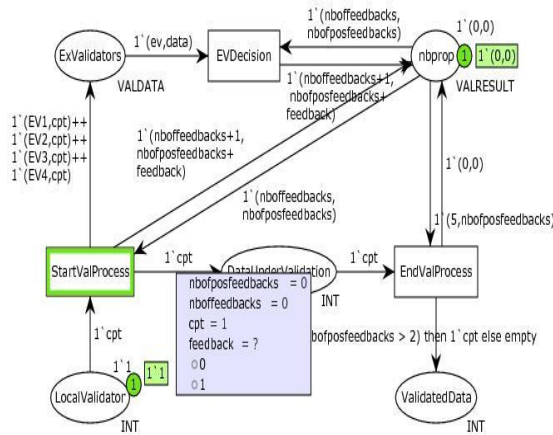 1`(nboffeedbacks,
nbofposfeedbacks)
1`(0,0)
ExValidators
1`(ev,data)
EVDecision
nbprop
1
1`(0,0)
VALDATA
VALRESULT
1`(nboffeedbacks+1,
nbofposfeedbacks+
feedback)
1`(EV1,cpt)++
1`(EV2,cpt)++
1`(EV3,cpt)++
1`(EV4,cpt)
1`(nboffeedbacks+1,
nbofposfeedbacks+
feedback)
1`(0,0)
1`(nboffeedbacks,
nbofposfeedbacks)
1`(5,nbofposfeedbacks)
StartValProcess
1`cpt
DataUnderValidation
1`cpt
EndValProcess
INT
nbofposfeedbacks = 0
nboffeedbacks = 0
cpt = 1
feedback = ?
0
1
1`cpt
bofposfeedbacks > 2) then 1`cpt else empty
1`1
LocalValidator
1
1`1
INT
ValidatedData
INT